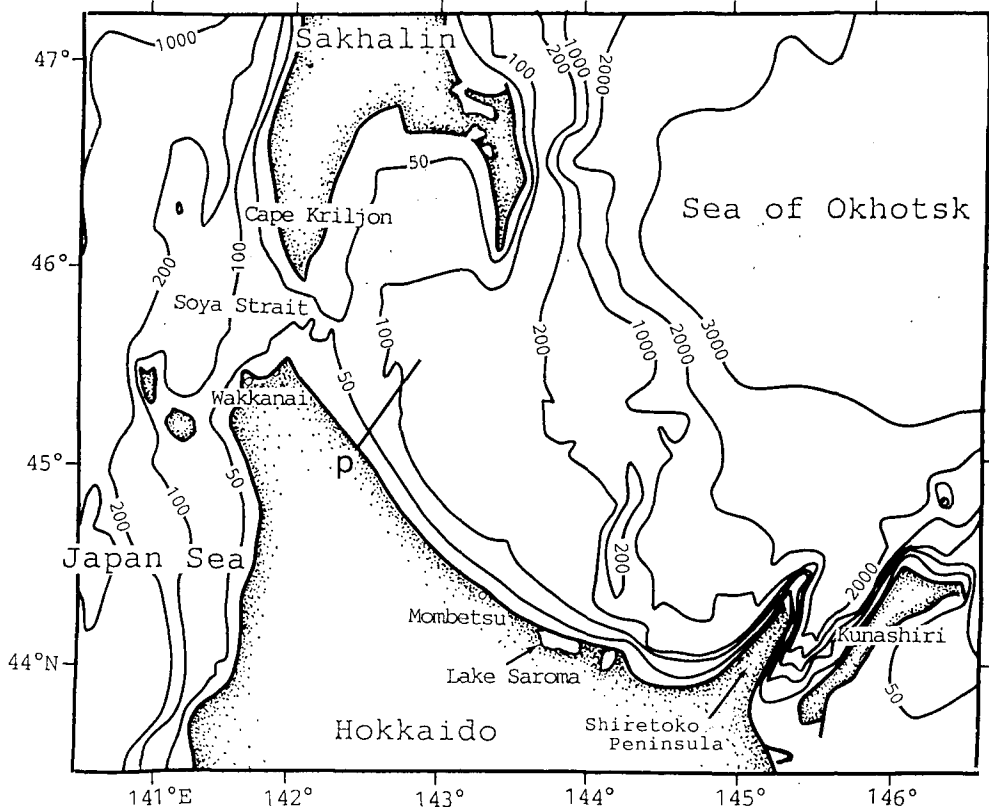 1000
Sakhalin
47°
100
200
1000
2000
50
Cape Kriljon
Sea of Okhotsk
46°
200
100
Soya Strait
100
200
1000
2000
3000
50
Wakkanai
45°
p
50
200
100
200
Japan Sea
2000
Mombetsu
Kunashiri
44°N
Lake Saroma
50
Shiretoko
Peninsula
Hokkaido
141°E
142°
143°
144°
145°
146°